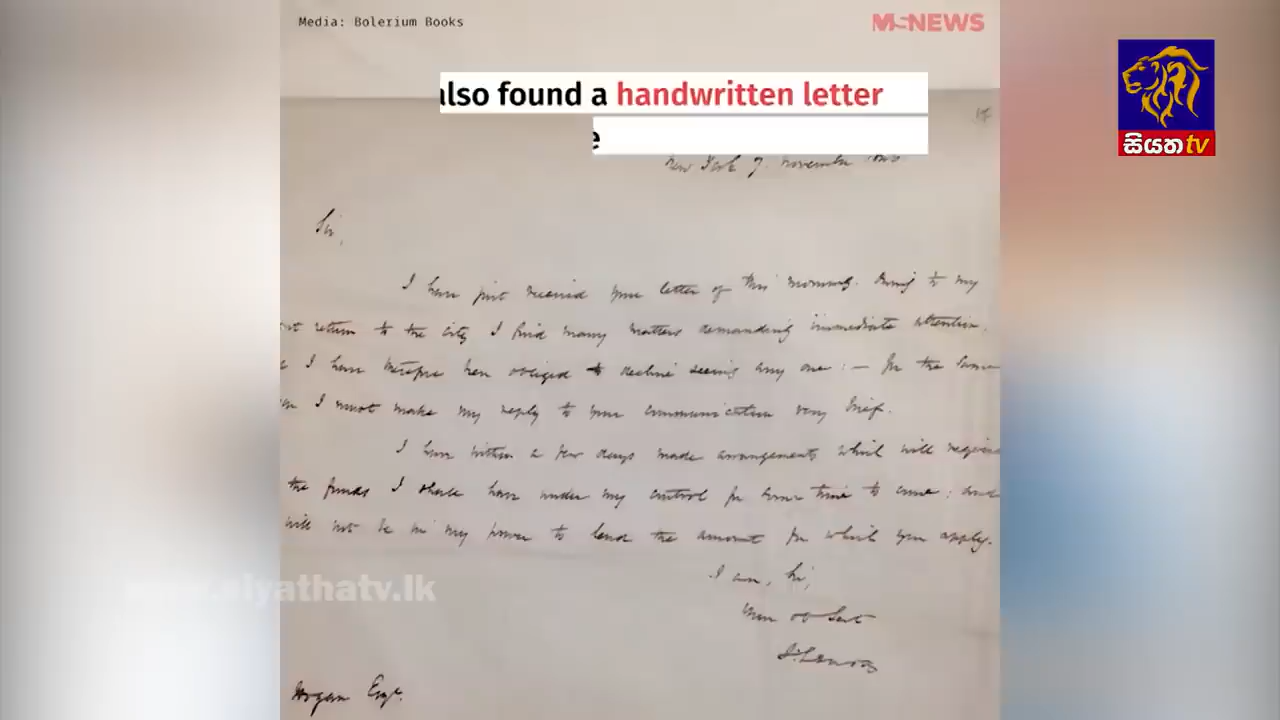 Media: Bolerium Books
NEWS
also found a handwritten letter
e
සියත tv
New York 7. November
Sir,
I have just received your letter of this morning. Owing to my
return to the city I find many matters demanding immediate attention.
I have therefore been obliged to decline seeing any one: — For the same
I must make my reply to your communication very brief.
I have within a few days made arrangements which will require
the funds I shall have under my control for some time to come: and
will not be in my power to lend the amount for which you apply.
I am, Sir,
Your ob Servt
J. Lenox
Morgan Esqr.
www.siyathatv.lk